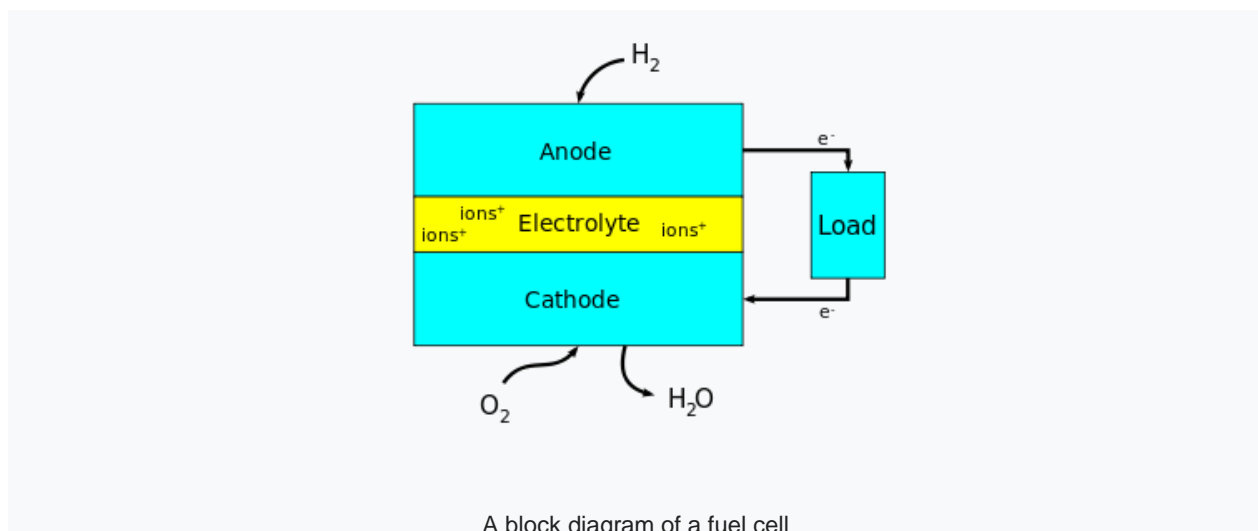 H₂
Anode
e⁻
ions⁺
Electrolyte
ions⁺
ions⁺
Load
Cathode
e⁻
O₂
H₂O
A block diagram of a fuel cell